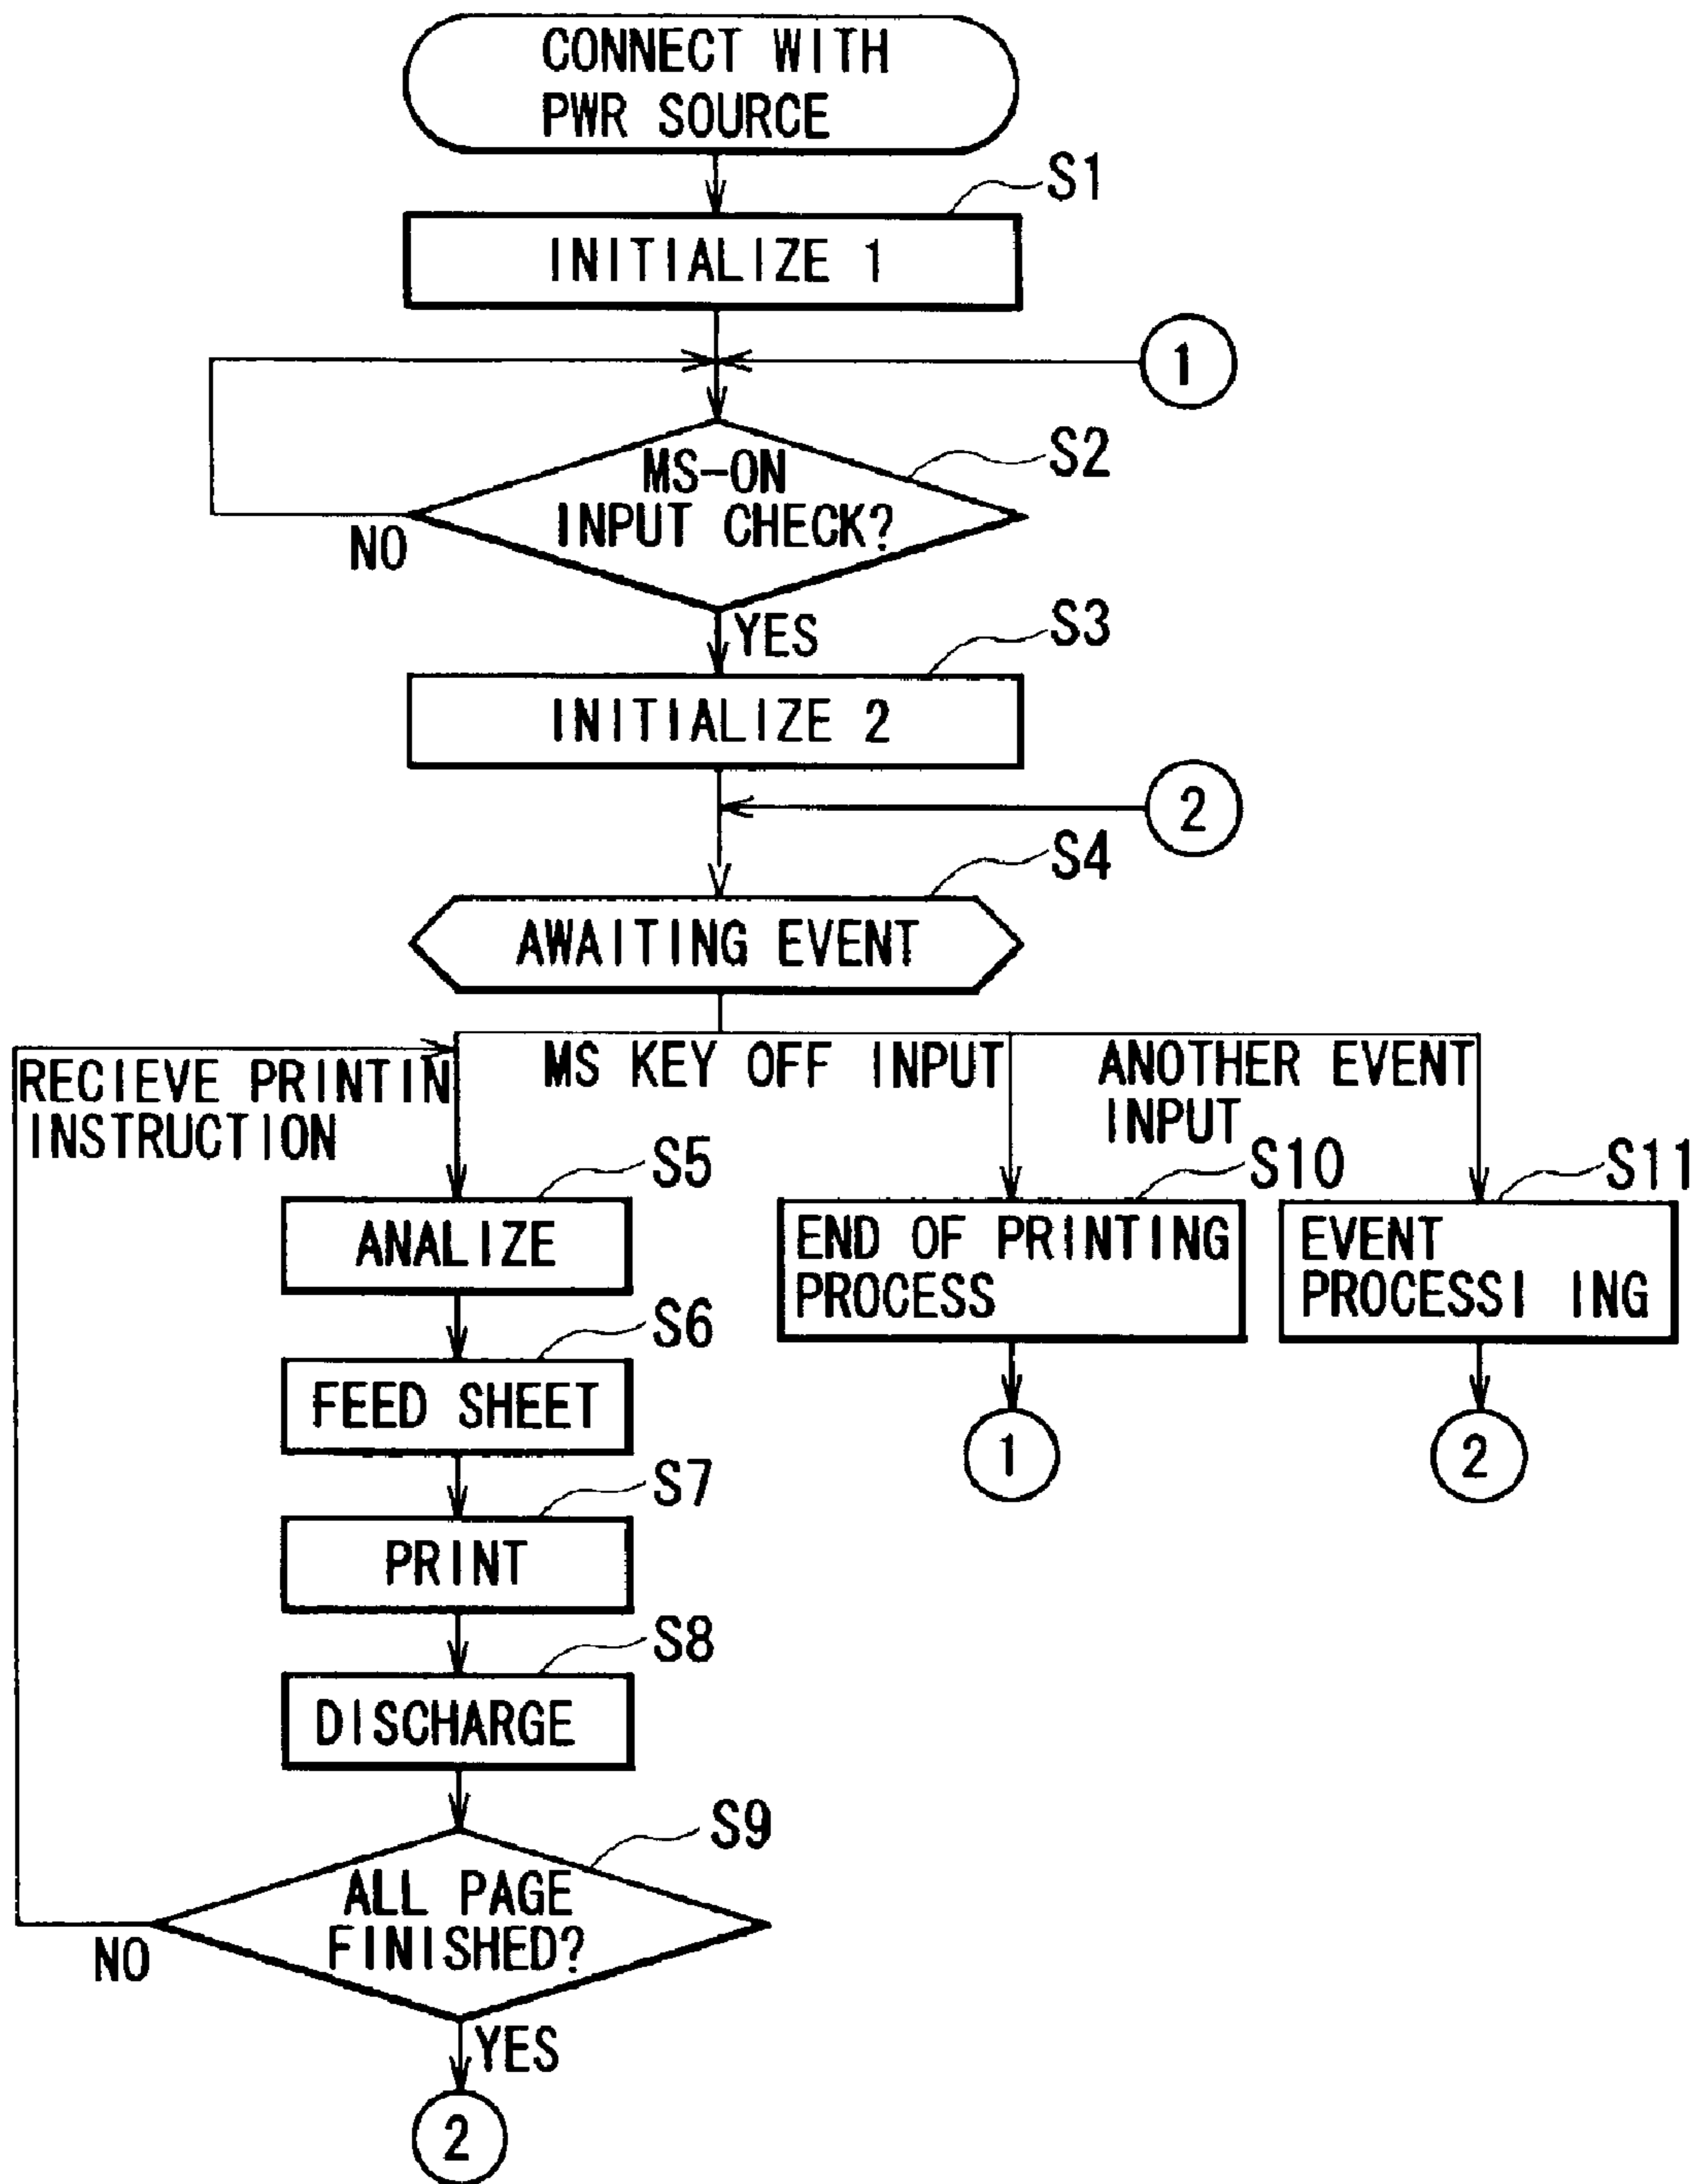 CONNECT WITH
PWR SOURCE
S1
INITIALIZE 1
1
S2
MS-ON
INPUT CHECK?
NO
YES
S3
INITIALIZE 2
2
S4
AWAITING EVENT
RECIEVE PRINTIN
INSTRUCTION
MS KEY OFF INPUT
ANOTHER EVENT
INPUT
S5
ANALIZE
S10
END OF PRINTING
PROCESS
S11
EVENT
PROCESSI ING
S6
FEED SHEET
1
2
S7
PRINT
S8
DISCHARGE
S9
ALL PAGE
FINISHED?
NO
YES
2